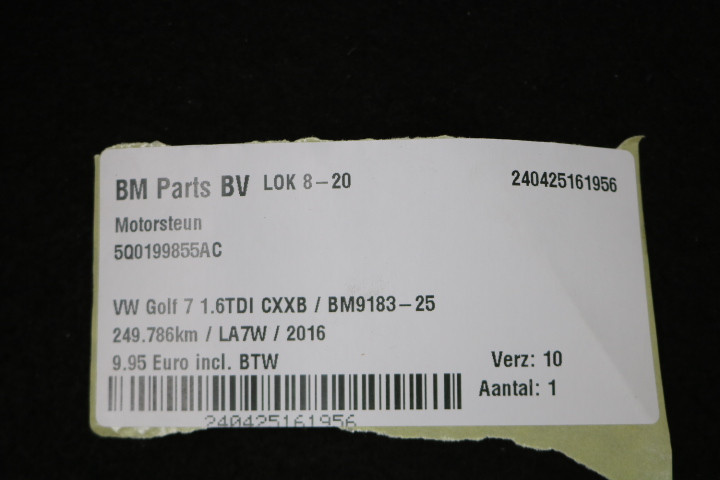 BM Parts BV LOK 8-20 240425161956
Motorsteun
5Q0199855AC
VW Golf 7 1.6TDI CXXB / BM9183-25
249.786km / LA7W / 2016
9.95 Euro incl. BTW Verz: 10
Aantal: 1
240425161956